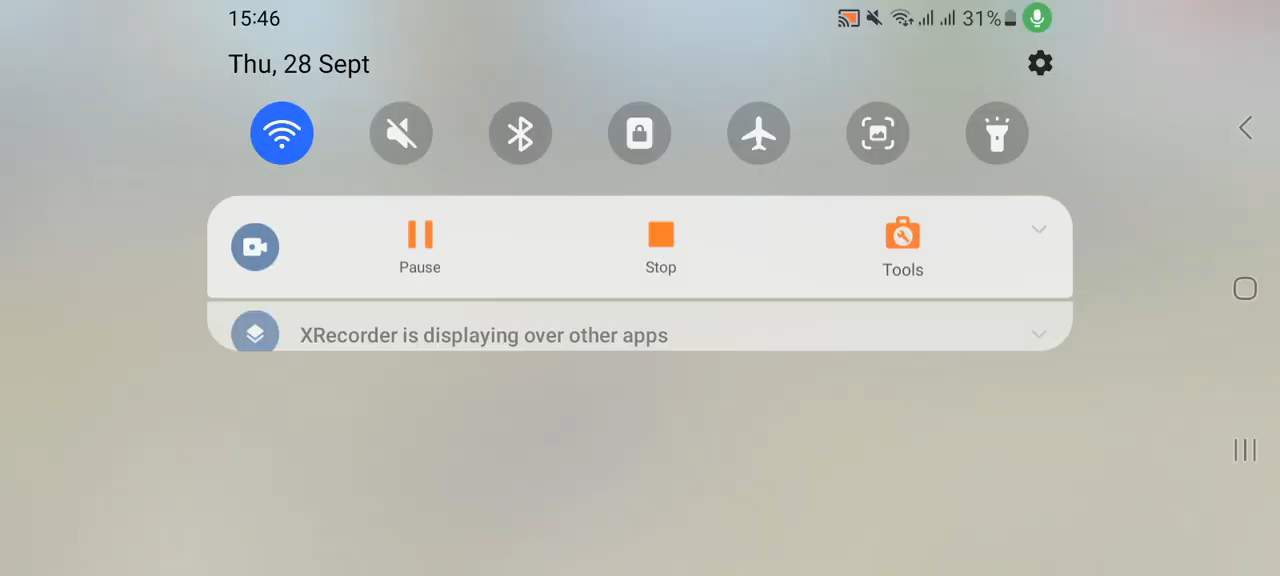 15:46
31%
Thu, 28 Sept
Pause
Stop
Tools
XRecorder is displaying over other apps